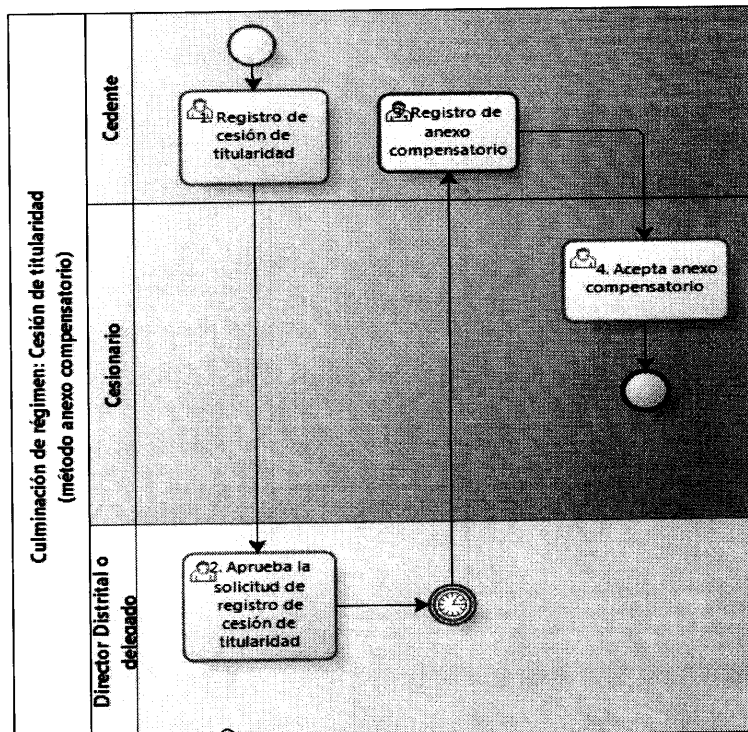 Culminación de régimen: Cesión de titularidad
(método anexo compensatorio)
Cedente
1. Registro de
cesión de
titularidad
Registro de
anexo
compensatorio
Cesionario
4. Acepta anexo
compensatorio
Director Distrital o
delegado
2. Aprueba la
solicitud de
registro de
cesión de
titularidad